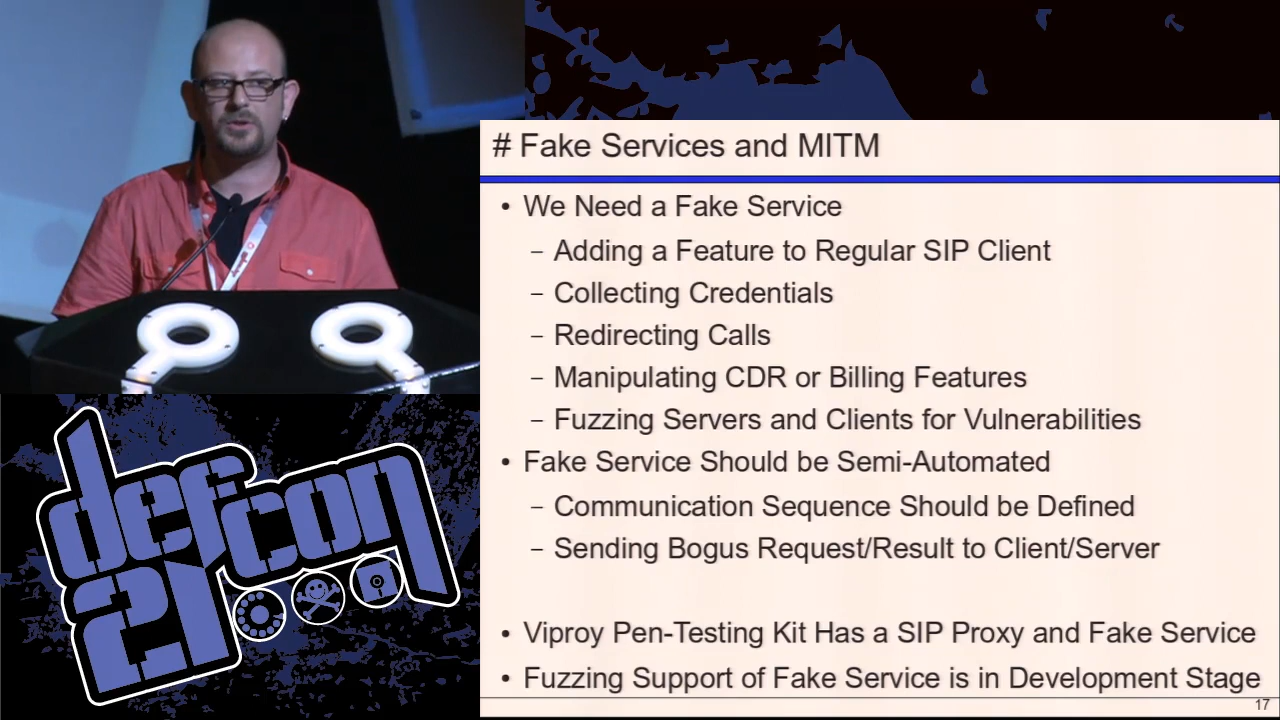 # Fake Services and MITM
• We Need a Fake Service
– Adding a Feature to Regular SIP Client
– Collecting Credentials
– Redirecting Calls
– Manipulating CDR or Billing Features
– Fuzzing Servers and Clients for Vulnerabilities
• Fake Service Should be Semi-Automated
– Communication Sequence Should be Defined
– Sending Bogus Request/Result to Client/Server
• Viproy Pen-Testing Kit Has a SIP Proxy and Fake Service
• Fuzzing Support of Fake Service is in Development Stage
17
defcon
21